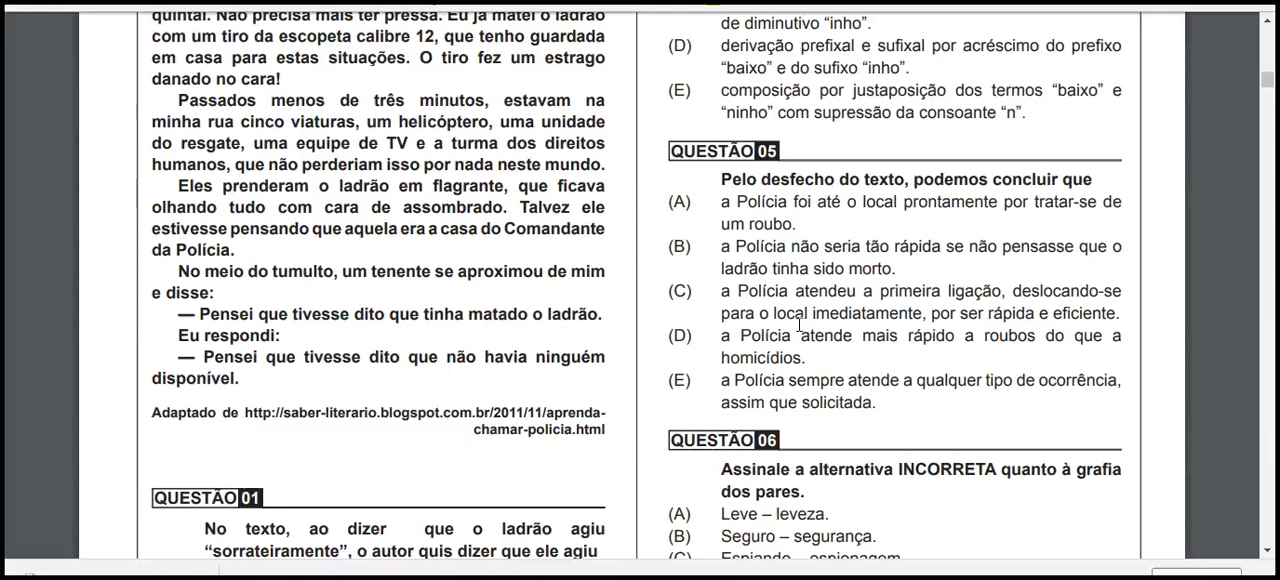 quintal. Não precisa mais ter pressa. Eu já matei o ladrão
com um tiro da escopeta calibre 12, que tenho guardada
em casa para estas situações. O tiro fez um estrago
danado no cara!
Passados menos de três minutos, estavam na
minha rua cinco viaturas, um helicóptero, uma unidade
do resgate, uma equipe de TV e a turma dos direitos
humanos, que não perderiam isso por nada neste mundo.
Eles prenderam o ladrão em flagrante, que ficava
olhando tudo com cara de assombrado. Talvez ele
estivesse pensando que aquela era a casa do Comandante
da Polícia.
No meio do tumulto, um tenente se aproximou de mim
e disse:
— Pensei que tivesse dito que tinha matado o ladrão.
Eu respondi:
— Pensei que tivesse dito que não havia ninguém
disponível.
Adaptado de http://saber-literario.blogspot.com.br/2011/11/aprenda-
chamar-policia.html
QUESTÃO 01
No texto, ao dizer que o ladrão agiu
“sorrateiramente”, o autor quis dizer que ele agiu
de diminutivo “inho”.
(D) derivação prefixal e sufixal por acréscimo do prefixo
“baixo” e do sufixo “inho”.
(E) composição por justaposição dos termos “baixo” e
“ninho” com supressão da consoante “n”.
QUESTÃO 05
Pelo desfecho do texto, podemos concluir que
(A) a Polícia foi até o local prontamente por tratar-se de
um roubo.
(B) a Polícia não seria tão rápida se não pensasse que o
ladrão tinha sido morto.
(C) a Polícia atendeu a primeira ligação, deslocando-se
para o local imediatamente, por ser rápida e eficiente.
(D) a Polícia atende mais rápido a roubos do que a
homicídios.
(E) a Polícia sempre atende a qualquer tipo de ocorrência,
assim que solicitada.
QUESTÃO 06
Assinale a alternativa INCORRETA quanto à grafia
dos pares.
(A) Leve – leveza.
(B) Seguro – segurança.
(C) Espiando – espionagem.